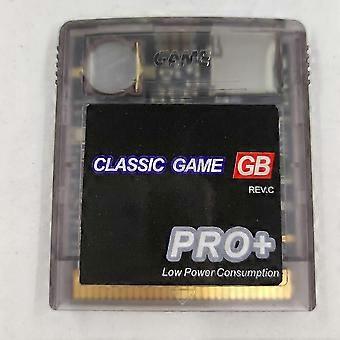 GAME
CLASSIC GAME GB
REV.C
PRO+
Low Power Consumption